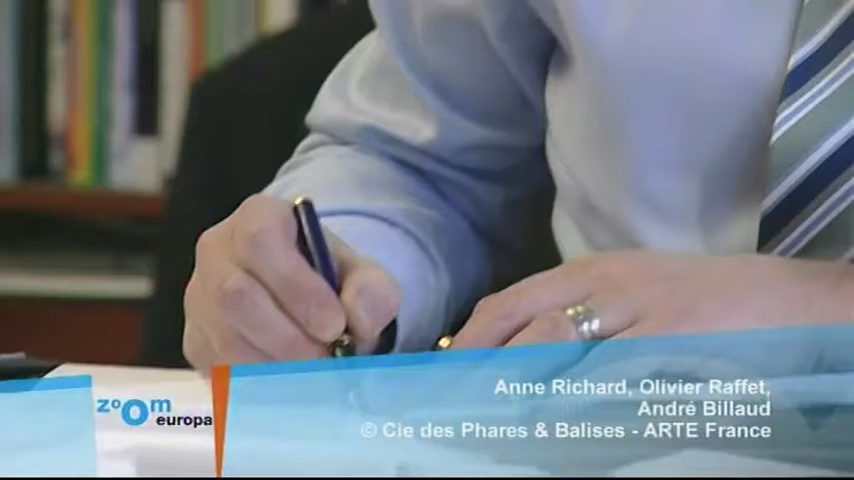 zoom
europa
Anne Richard, Olivier Raffet,
André Billaud
© Cie des Phares & Balises - ARTE France